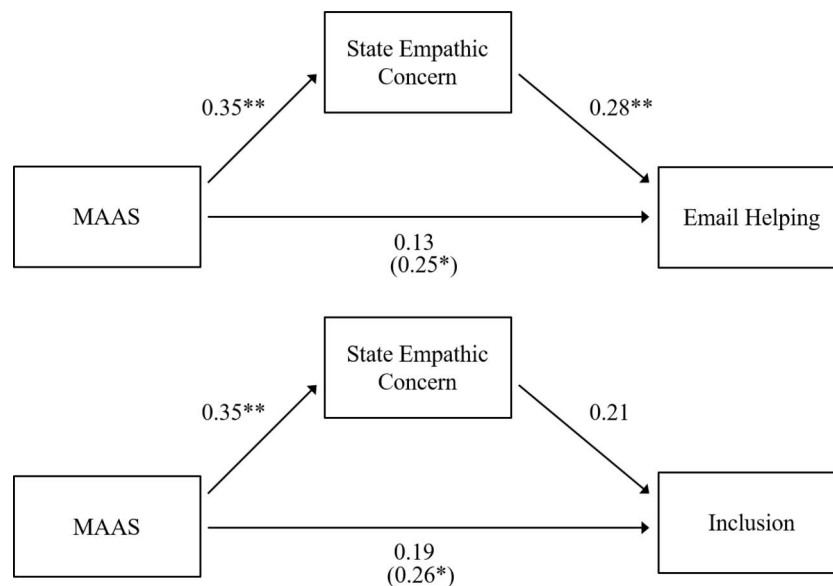 State Empathic
Concern
0.35**
0.28**
MAAS
Email Helping
0.13
(0.25*)
State Empathic
Concern
0.35**
0.21
MAAS
Inclusion
0.19
(0.26*)